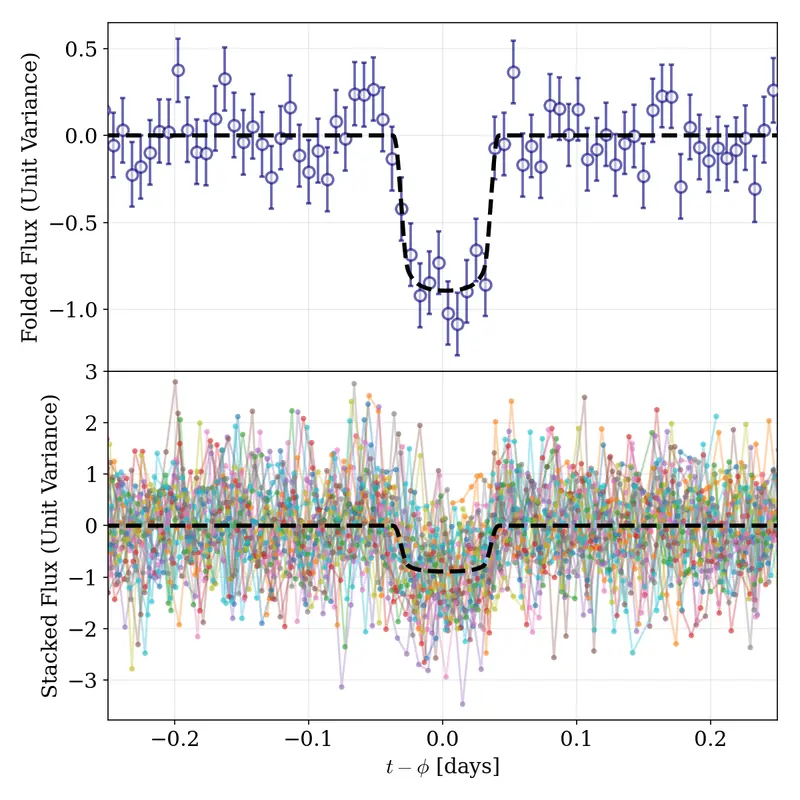 Folded Flux (Unit Variance)
0.5
0.0
−0.5
−1.0
Stacked Flux (Unit Variance)
3
2
1
0
−1
−2
−3
−0.2 −0.1 0.0 0.1 0.2
t − ϕ [days]